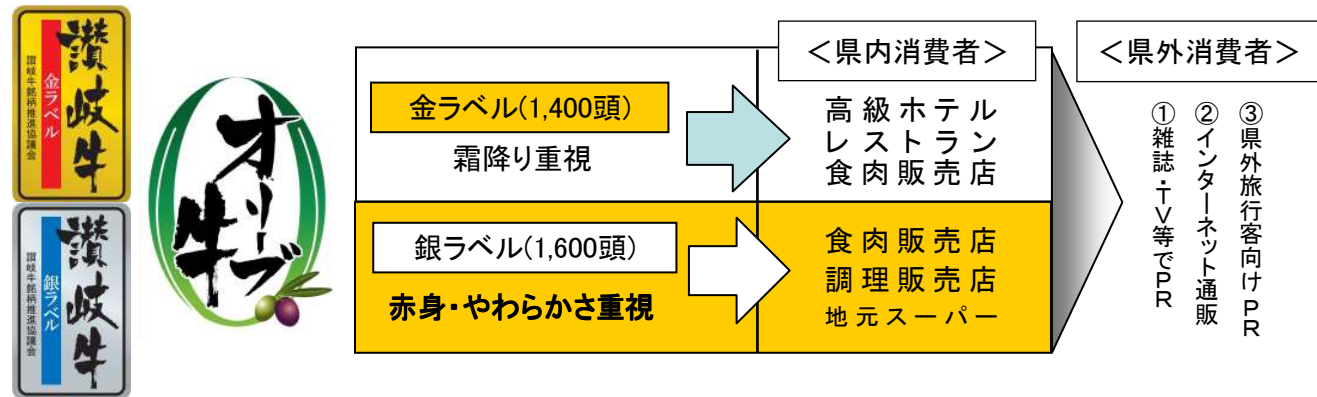 讃岐牛
金ラベル
讃岐牛銘柄推進協議会
讃岐牛
銀ラベル
讃岐牛銘柄推進協議会
オリーブ牛
金ラベル(1,400頭)
霜降り重視
銀ラベル(1,600頭)
赤身・やわらかさ重視
＜県内消費者＞
高級ホテル
レストラン
食肉販売店
食肉販売店
調理販売店
地元スーパー
＜県外消費者＞
①雑誌・TV等でPR
②インターネット通販
③県外旅行客向けPR